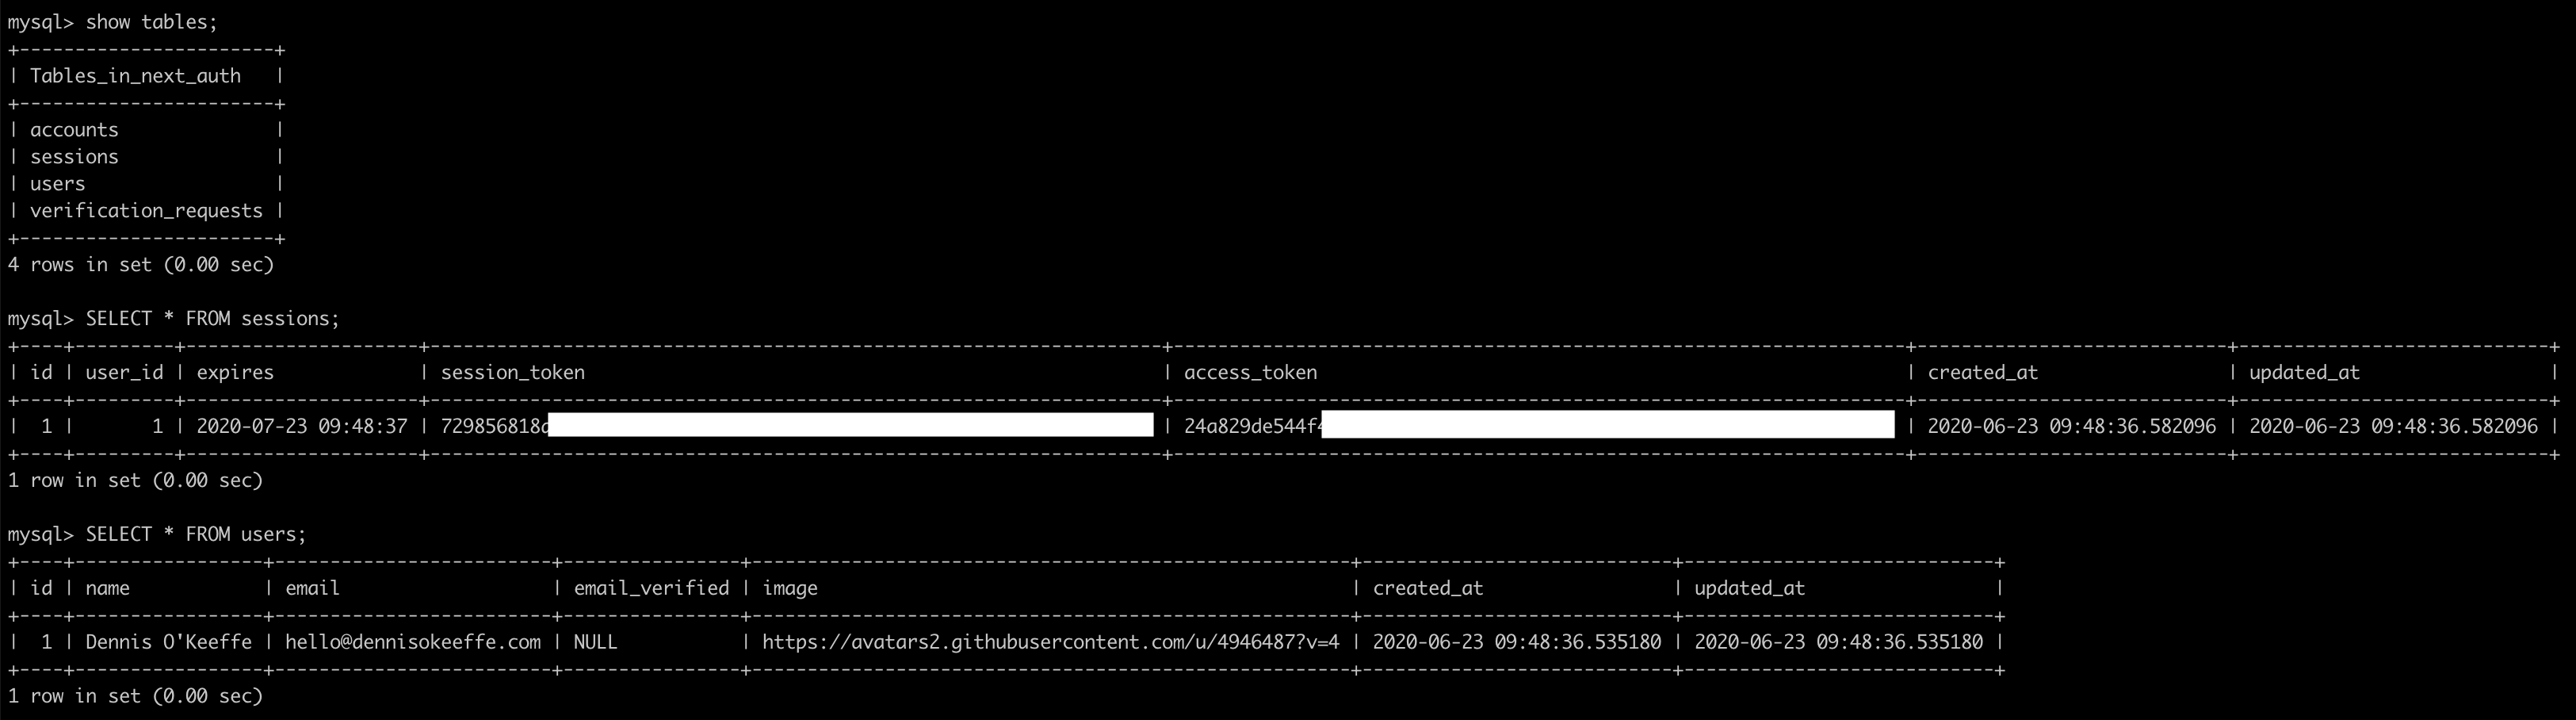 mysql> show tables;
+-----------------------+
| Tables_in_next_auth   |
+-----------------------+
| accounts              |
| sessions              |
| users                 |
| verification_requests |
+-----------------------+
4 rows in set (0.00 sec)

mysql> SELECT * FROM sessions;
+----+---------+---------------------+------------------------------------------------------------------+------------------------------------------------------------------+----------------------------+----------------------------+
| id | user_id | expires             | session_token                                                    | access_token                                                     | created_at                 | updated_at                 |
+----+---------+---------------------+------------------------------------------------------------------+------------------------------------------------------------------+----------------------------+----------------------------+
|  1 |       1 | 2020-07-23 09:48:37 | 729856818 | 24a829de544f | 2020-06-23 09:48:36.582096 | 2020-06-23 09:48:36.582096 |
+----+---------+---------------------+------------------------------------------------------------------+------------------------------------------------------------------+----------------------------+----------------------------+
1 row in set (0.00 sec)

mysql> SELECT * FROM users;
+----+-----------------+-------------------------+----------------+------------------------------------------------------+----------------------------+----------------------------+
| id | name            | email                   | email_verified | image                                                | created_at                 | updated_at                 |
+----+-----------------+-------------------------+----------------+------------------------------------------------------+----------------------------+----------------------------+
|  1 | Dennis O'Keeffe | hello@dennisokeeffe.com | NULL           | https://avatars2.githubusercontent.com/u/4946487?v=4 | 2020-06-23 09:48:36.535180 | 2020-06-23 09:48:36.535180 |
+----+-----------------+-------------------------+----------------+------------------------------------------------------+----------------------------+----------------------------+
1 row in set (0.00 sec)